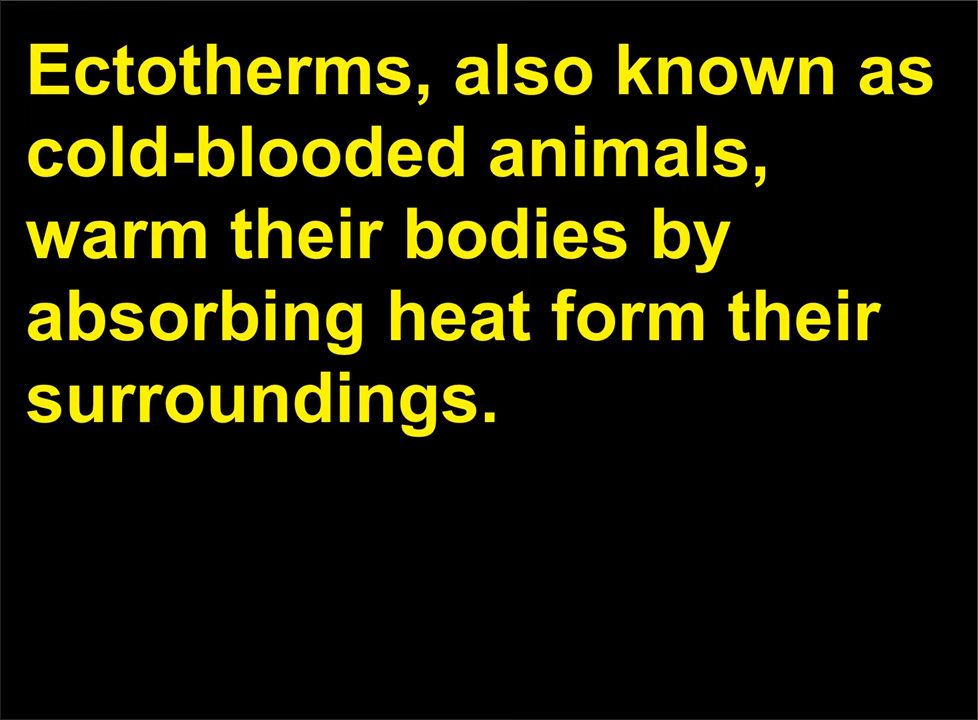 Ectotherms, also known as
cold-blooded animals,
warm their bodies by
absorbing heat form their
surroundings.